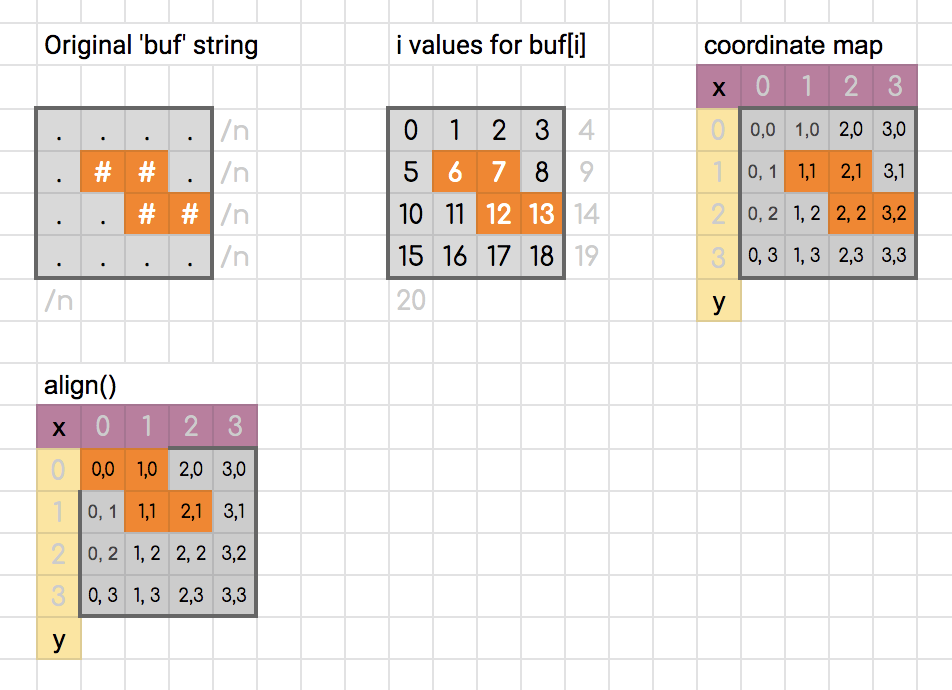 Original 'buf' string
. . . . /n
. # # . /n
. . # # /n
. . . . /n
/n
i values for buf[i]
0 1 2 3 4
5 6 7 8 9
10 11 12 13 14
15 16 17 18 19
20
coordinate map
x 0 1 2 3
0 0,0 1,0 2,0 3,0
1 0, 1 1,1 2,1 3,1
2 0, 2 1, 2 2, 2 3,2
3 0, 3 1, 3 2,3 3,3
y
align()
x 0 1 2 3
0 0,0 1,0 2,0 3,0
1 0, 1 1,1 2,1 3,1
2 0, 2 1, 2 2, 2 3,2
3 0, 3 1, 3 2,3 3,3
y